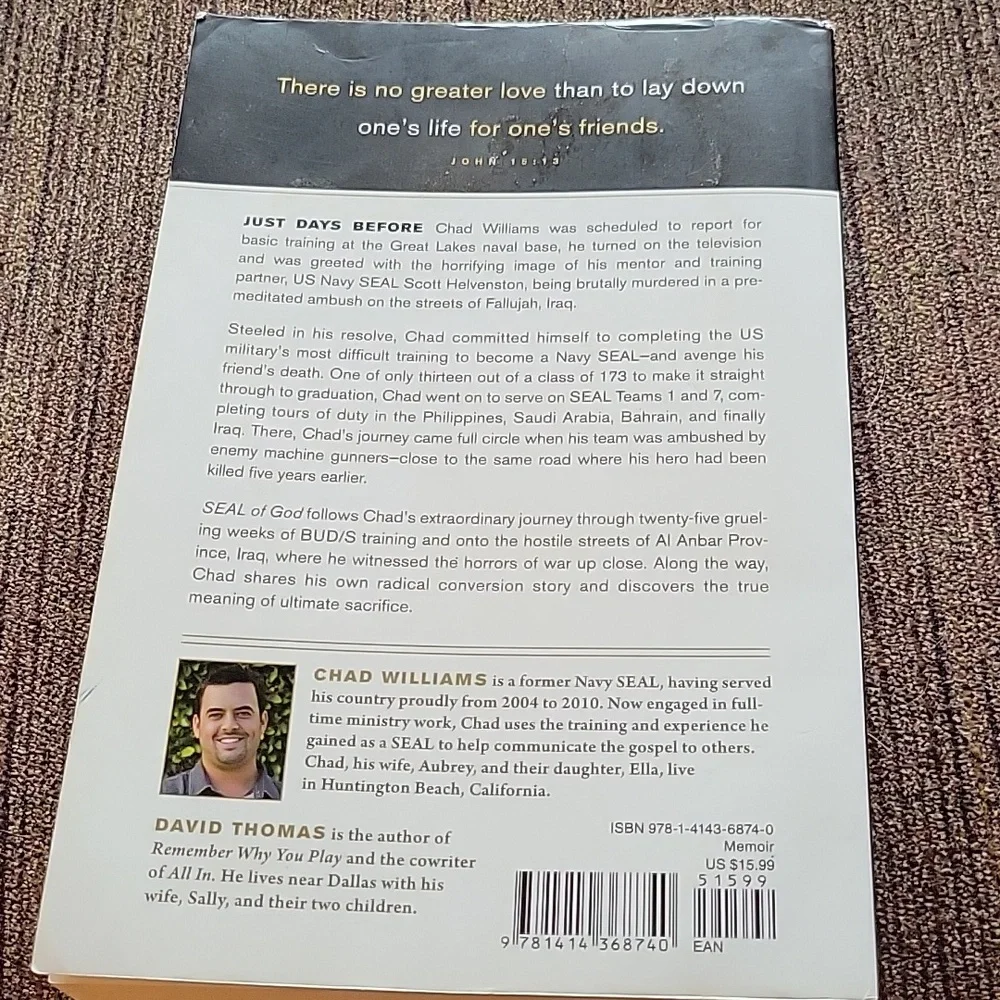 There is no greater love than to lay down
one's life for one's friends.
JOHN 15:13
JUST DAYS BEFORE Chad Williams was scheduled to report for
basic training at the Great Lakes naval base, he turned on the television
and was greeted with the horrifying image of his mentor and training
partner, US Navy SEAL Scott Helvenston, being brutally murdered in a pre-
meditated ambush on the streets of Fallujah, Iraq.
Steeled in his resolve, Chad committed himself to completing the US
military's most difficult training to become a Navy SEAL—and avenge his
friend's death. One of only thirteen out of a class of 173 to make it straight
through to graduation, Chad went on to serve on SEAL Teams 1 and 7, com-
pleting tours of duty in the Philippines, Saudi Arabia, Bahrain, and finally
Iraq. There, Chad's journey came full circle when his team was ambushed by
enemy machine gunners—close to the same road where his hero had been
killed five years earlier.
SEAL of God follows Chad's extraordinary journey through twenty-five gruel-
ing weeks of BUD/S training and onto the hostile streets of Al Anbar Prov-
ince, Iraq, where he witnessed the horrors of war up close. Along the way,
Chad shares his own radical conversion story and discovers the true
meaning of ultimate sacrifice.
CHAD WILLIAMS is a former Navy SEAL, having served
his country proudly from 2004 to 2010. Now engaged in full-
time ministry work, Chad uses the training and experience he
gained as a SEAL to help communicate the gospel to others.
Chad, his wife, Aubrey, and their daughter, Ella, live
in Huntington Beach, California.
DAVID THOMAS is the author of
Remember Why You Play and the cowriter
of All In. He lives near Dallas with his
wife, Sally, and their two children.
ISBN 978-1-4143-6874-0
Memoir
US $15.99
51599
9 781414 368740
EAN